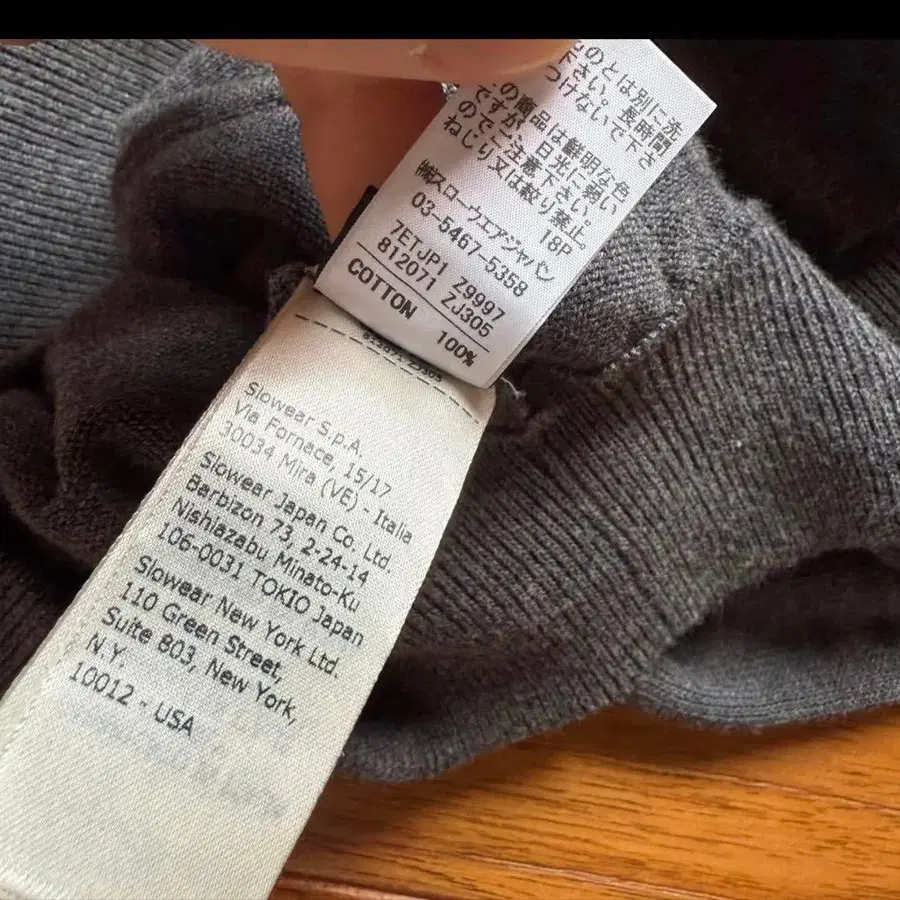 のとは別に洗
下さい。長時間
つけないで下さ
の商品は鮮明な色
ですが、日光に弱い
のでご注意下さい。
ねじり又は絞り禁止。
18P
㈱スローウエアジャパン
03-5467-5358
7ETJP1 Z9997
812071 ZJ305
COTTON 100%
812071 ZJ305
Slowear S.p.A,
Via Fornace, 15/17
30034 Mira (VE) - Italia
Slowear Japan Co. Ltd.
Barbizon 73, 2-24-14
Nishiazabu Minato-Ku
106-0031 TOKIO Japan
Slowear New York Ltd.
110 Green Street,
Suite 803, New York,
N.Y.
10012 - USA